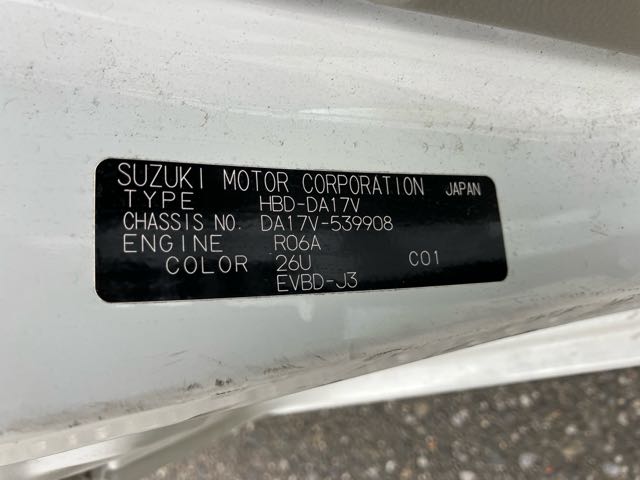 SUZUKI MOTOR CORPORATION JAPAN
TYPE HBD-DA17V
CHASSIS NO. DA17V-539908
ENGINE R06A
COLOR 26U C01
EVBD-J3